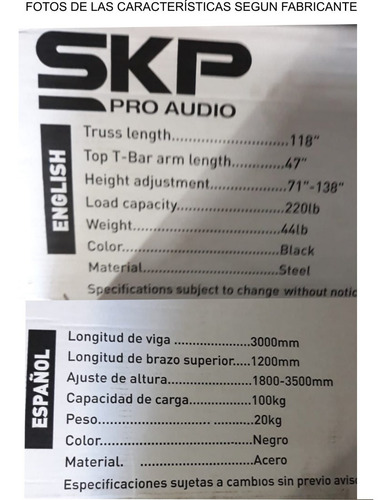 FOTOS DE LAS CARACTERÍSTICAS SEGUN FABRICANTE
SKP
PRO AUDIO
ENGLISH
Truss length............................118"
Top T-Bar arm length.............47"
Height adjustment...................71"-138"
Load capacity..........................220lb
Weight....................................44lb
Color......................................Black
Material.................................Steel
Specifications subject to change without notic
ESPAÑOL
Longitud de viga .....................3000mm
Longitud de brazo superior.....1200mm
Ajuste de altura.......................1800-3500mm
Capacidad de carga.................100kg
Peso........................................20kg
Color.......................................Negro
Material. ...............................Acero
Especificaciones sujetas a cambios sin previo avis